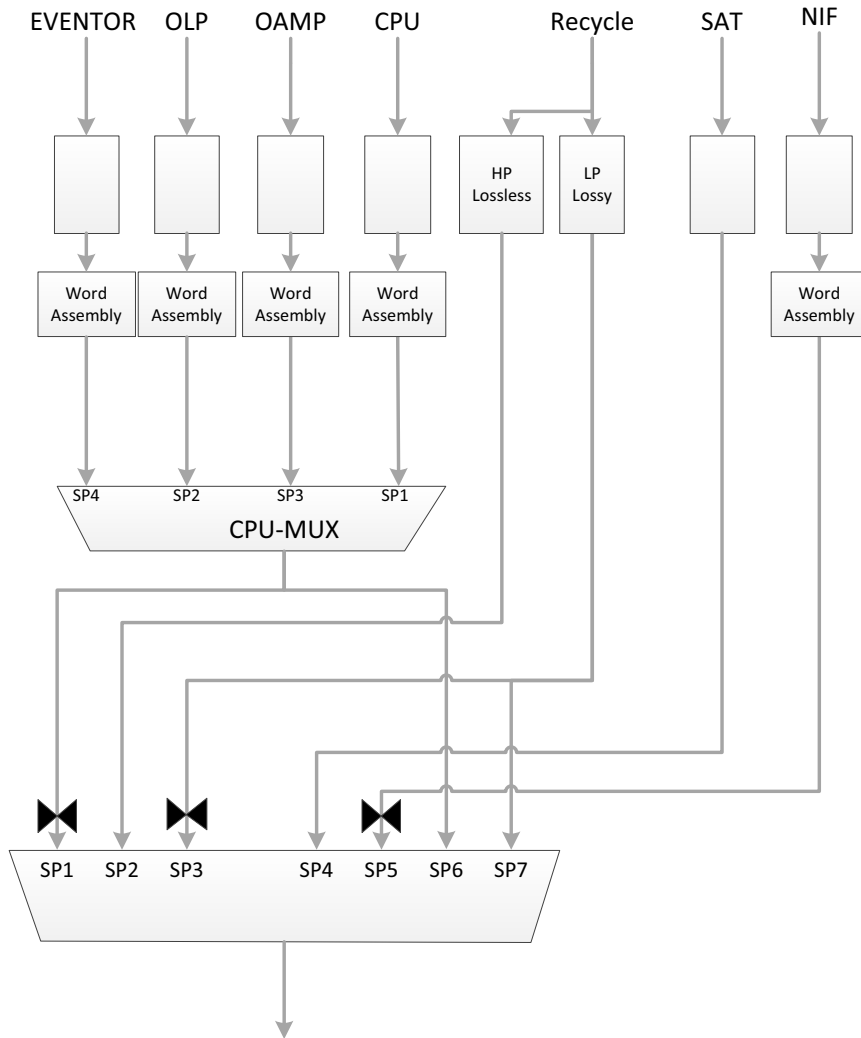 EVENTOR OLP OAMP CPU Recycle SAT NIF
HP
Lossless
LP
Lossy
Word
Assembly
Word
Assembly
Word
Assembly
Word
Assembly
Word
Assembly
SP4 SP2 SP3 SP1
CPU-MUX
SP1 SP2 SP3 SP4 SP5 SP6 SP7